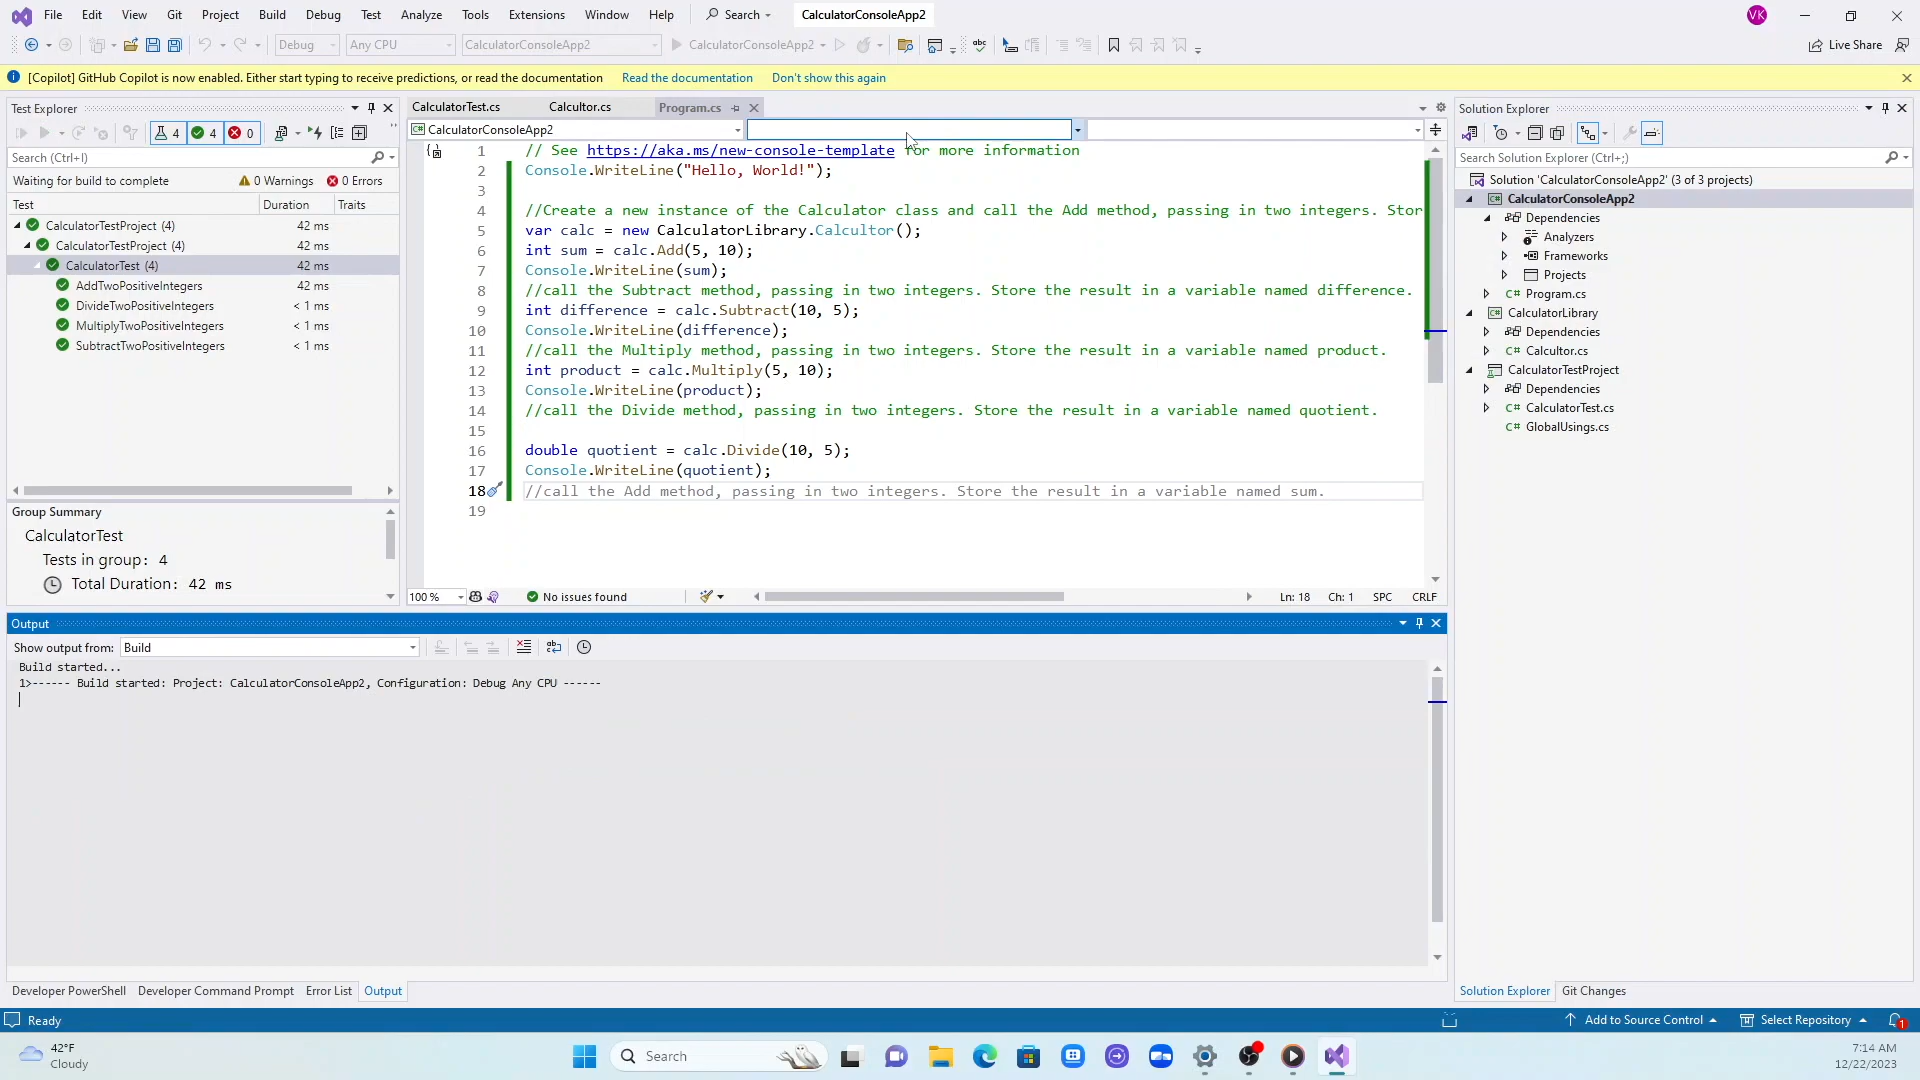 File Edit View Git Project Build Debug Test Analyze Tools Extensions Window Help Search CalculatorConsoleApp2 VK
Debug Any CPU CalculatorConsoleApp2 CalculatorConsoleApp2 Live Share
[Copilot] GitHub Copilot is now enabled. Either start typing to receive predictions, or read the documentation Read the documentation Don't show this again
Test Explorer
4 4 0
Search (Ctrl+I)
Waiting for build to complete 0 Warnings 0 Errors
Test Duration Traits
CalculatorTestProject (4) 42 ms
CalculatorTestProject (4) 42 ms
CalculatorTest (4) 42 ms
AddTwoPositiveIntegers 42 ms
DivideTwoPositiveIntegers < 1 ms
MultiplyTwoPositiveIntegers < 1 ms
SubtractTwoPositiveIntegers < 1 ms
Group Summary
CalculatorTest
Tests in group: 4
Total Duration: 42 ms
CalculatorTest.cs Calcultor.cs Program.cs
CalculatorConsoleApp2
1 // See https://aka.ms/new-console-template for more information
2 Console.WriteLine("Hello, World!");
3
4 //Create a new instance of the Calculator class and call the Add method, passing in two integers. Stor
5 var calc = new CalculatorLibrary.Calcultor();
6 int sum = calc.Add(5, 10);
7 Console.WriteLine(sum);
8 //call the Subtract method, passing in two integers. Store the result in a variable named difference.
9 int difference = calc.Subtract(10, 5);
10 Console.WriteLine(difference);
11 //call the Multiply method, passing in two integers. Store the result in a variable named product.
12 int product = calc.Multiply(5, 10);
13 Console.WriteLine(product);
14 //call the Divide method, passing in two integers. Store the result in a variable named quotient.
15
16 double quotient = calc.Divide(10, 5);
17 Console.WriteLine(quotient);
18 //call the Add method, passing in two integers. Store the result in a variable named sum.
19
100 % No issues found Ln: 18 Ch: 1 SPC CRLF
Solution Explorer
Search Solution Explorer (Ctrl+;)
Solution 'CalculatorConsoleApp2' (3 of 3 projects)
CalculatorConsoleApp2
Dependencies
Analyzers
Frameworks
Projects
C# Program.cs
CalculatorLibrary
Dependencies
C# Calcultor.cs
CalculatorTestProject
Dependencies
C# CalculatorTest.cs
C# GlobalUsings.cs
Output
Show output from: Build
Build started...
1>------ Build started: Project: CalculatorConsoleApp2, Configuration: Debug Any CPU ------
Developer PowerShell Developer Command Prompt Error List Output
Solution Explorer Git Changes
Ready Add to Source Control Select Repository 1
42°F
Cloudy
Search
7:14 AM
12/22/2023